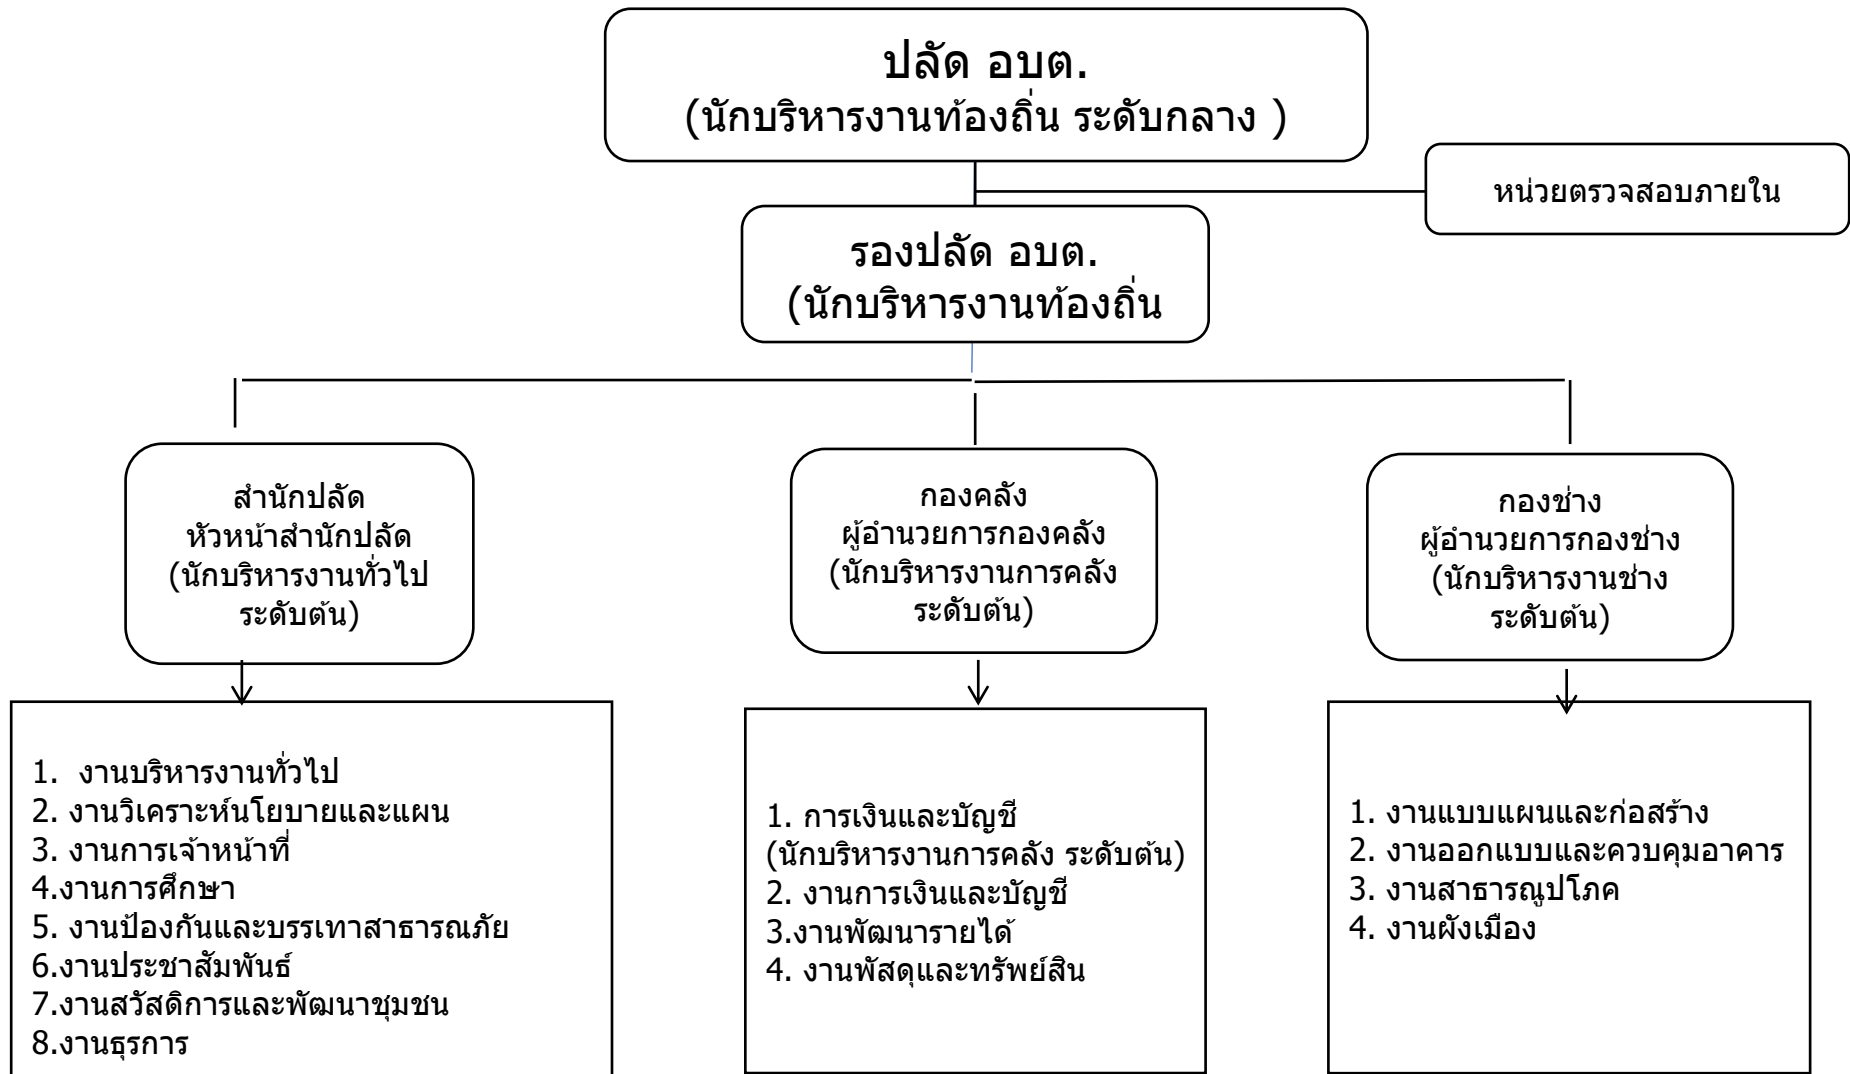 ปลัด อบต.
(นักบริหารงานท้องถิ่น ระดับกลาง )
หน่วยตรวจสอบภายใน
รองปลัด อบต.
(นักบริหารงานท้องถิ่น
สำนักปลัด
หัวหน้าสำนักปลัด
(นักบริหารงานทั่วไป
ระดับต้น)
กองคลัง
ผู้อำนวยการกองคลัง
(นักบริหารงานการคลัง
ระดับต้น)
กองช่าง
ผู้อำนวยการกองช่าง
(นักบริหารงานช่าง
ระดับต้น)
1.  งานบริหารงานทั่วไป
2. งานวิเคราะห์นโยบายและแผน
3. งานการเจ้าหน้าที่
4.งานการศึกษา
5. งานป้องกันและบรรเทาสาธารณภัย
6.งานประชาสัมพันธ์
7.งานสวัสดิการและพัฒนาชุมชน
8.งานธุรการ
1. การเงินและบัญชี
(นักบริหารงานการคลัง ระดับต้น)
2. งานการเงินและบัญชี
3.งานพัฒนารายได้
4. งานพัสดุและทรัพย์สิน
1. งานแบบแผนและก่อสร้าง
2. งานออกแบบและควบคุมอาคาร
3. งานสาธารณูปโภค
4. งานผังเมือง